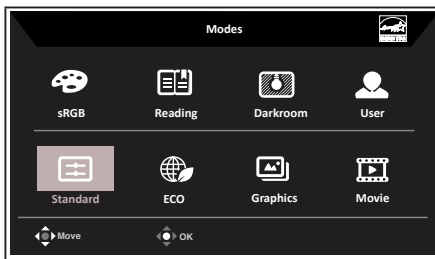 Modes
sRGB Reading Darkroom User
Standard ECO Graphics Movie
Move OK